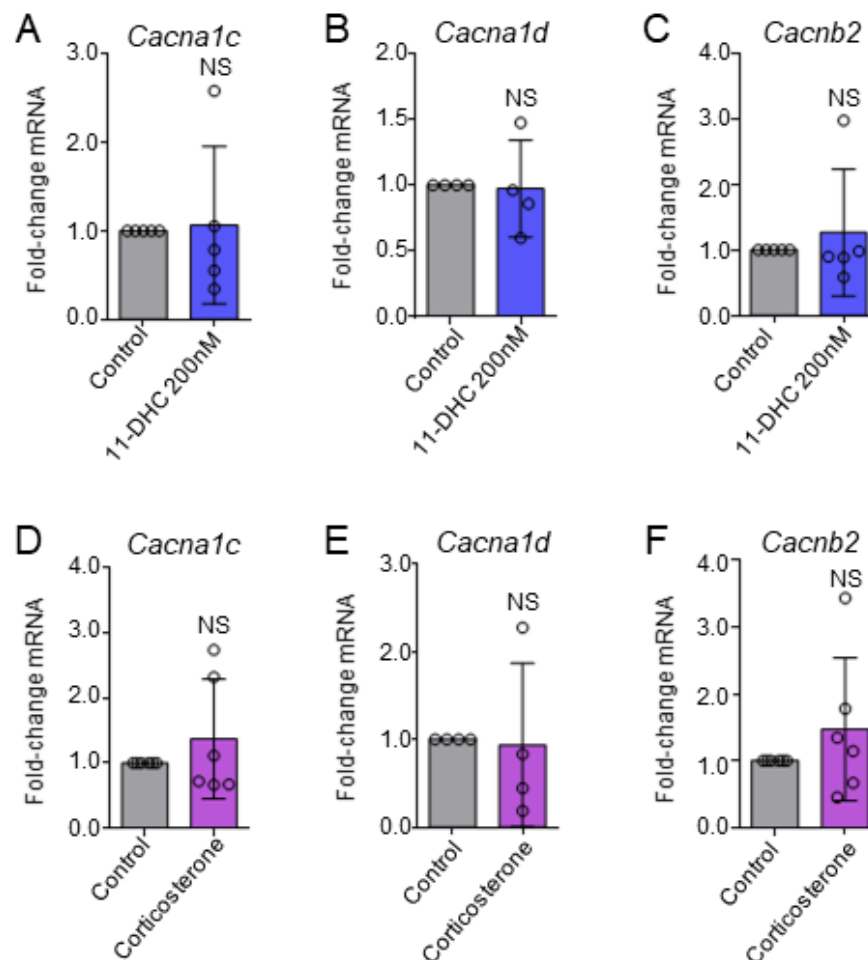 A
Cacna1c
Fold-change mRNA
3.0
2.0
1.0
0.0
NS
Control
11-DHC 200nM
B
Cacna1d
Fold-change mRNA
2.0
1.5
1.0
0.5
0.0
NS
Control
11-DHC 200nM
C
Cacnb2
Fold-change mRNA
4.0
3.0
2.0
1.0
0.0
NS
Control
11-DHC 200nM
D
Cacna1c
Fold-change mRNA
4.0
3.0
2.0
1.0
0.0
NS
Control
Corticosterone
E
Cacna1d
Fold-change mRNA
3.0
2.0
1.0
0.0
NS
Control
Corticosterone
F
Cacnb2
Fold-change mRNA
4.0
3.0
2.0
1.0
0.0
NS
Control
Corticosterone